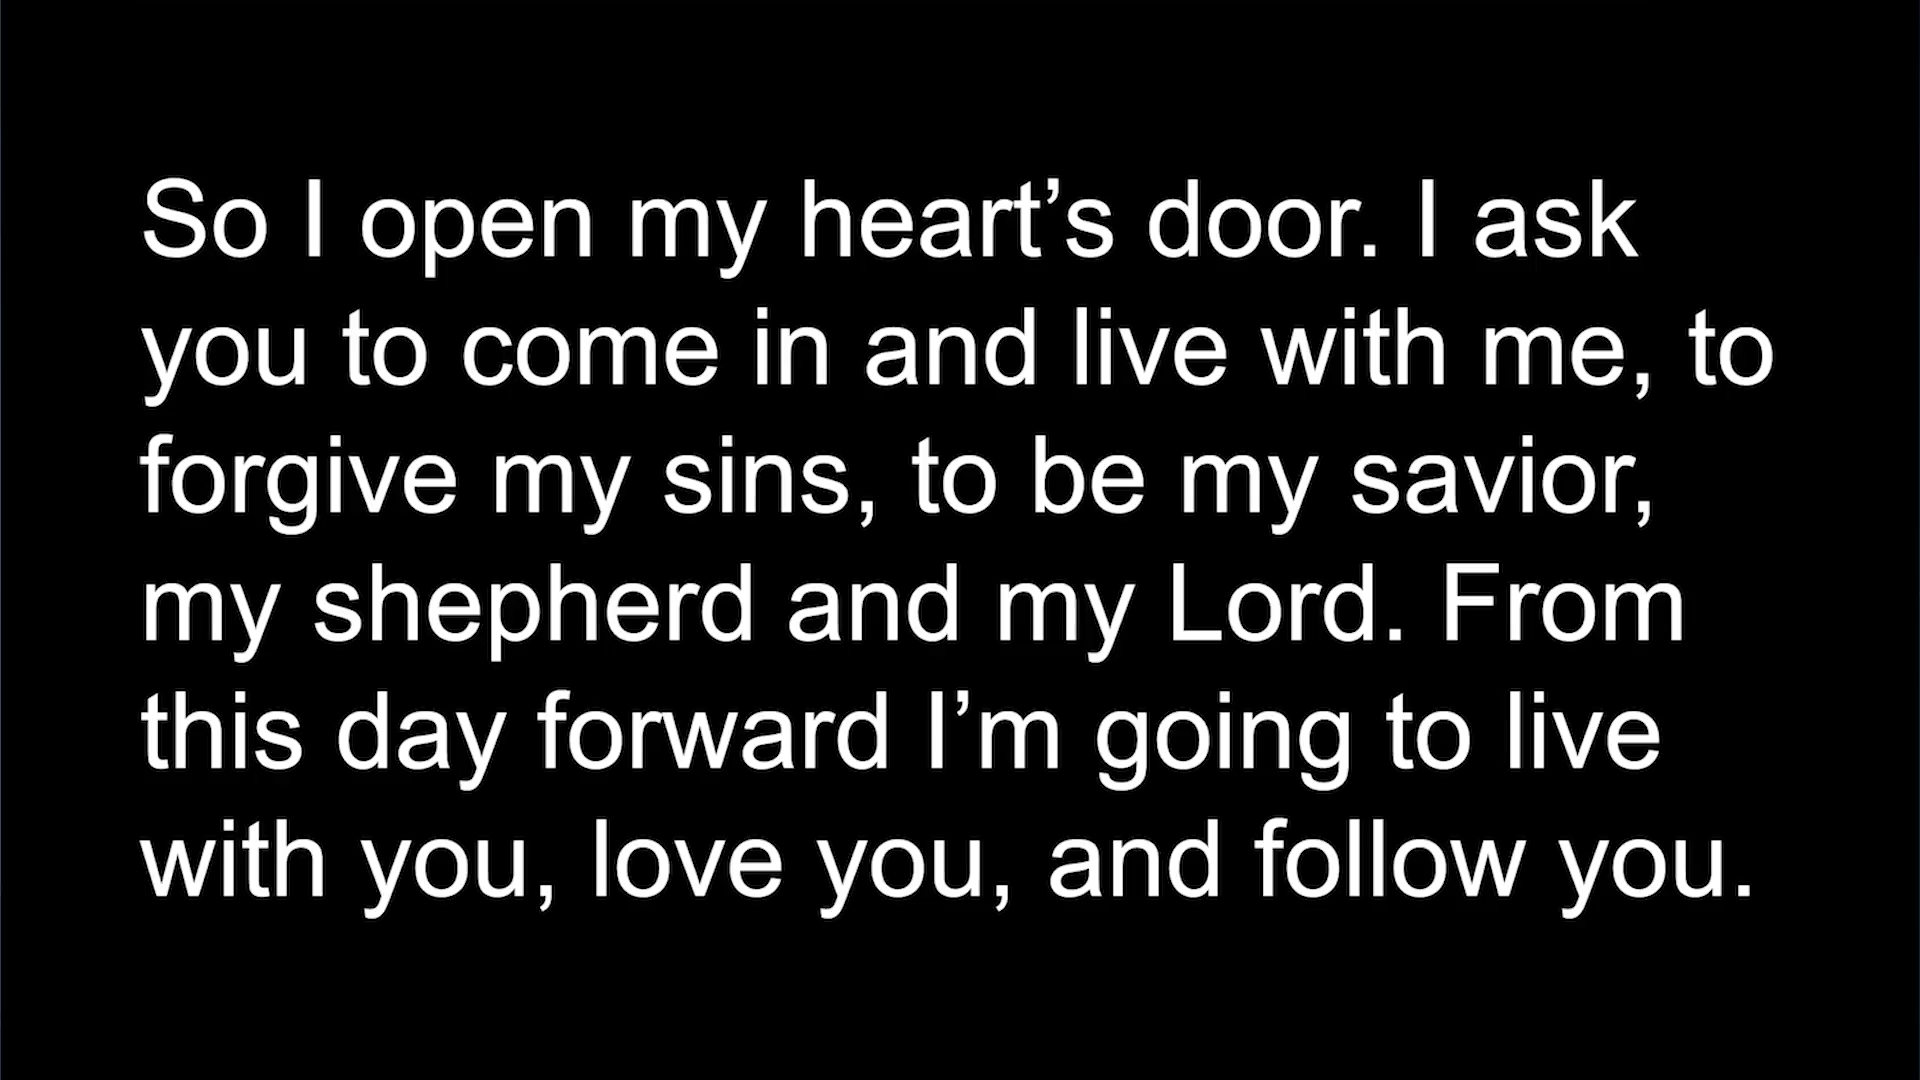 So I open my heart’s door. I ask
you to come in and live with me, to
forgive my sins, to be my savior,
my shepherd and my Lord. From
this day forward I’m going to live
with you, love you, and follow you.